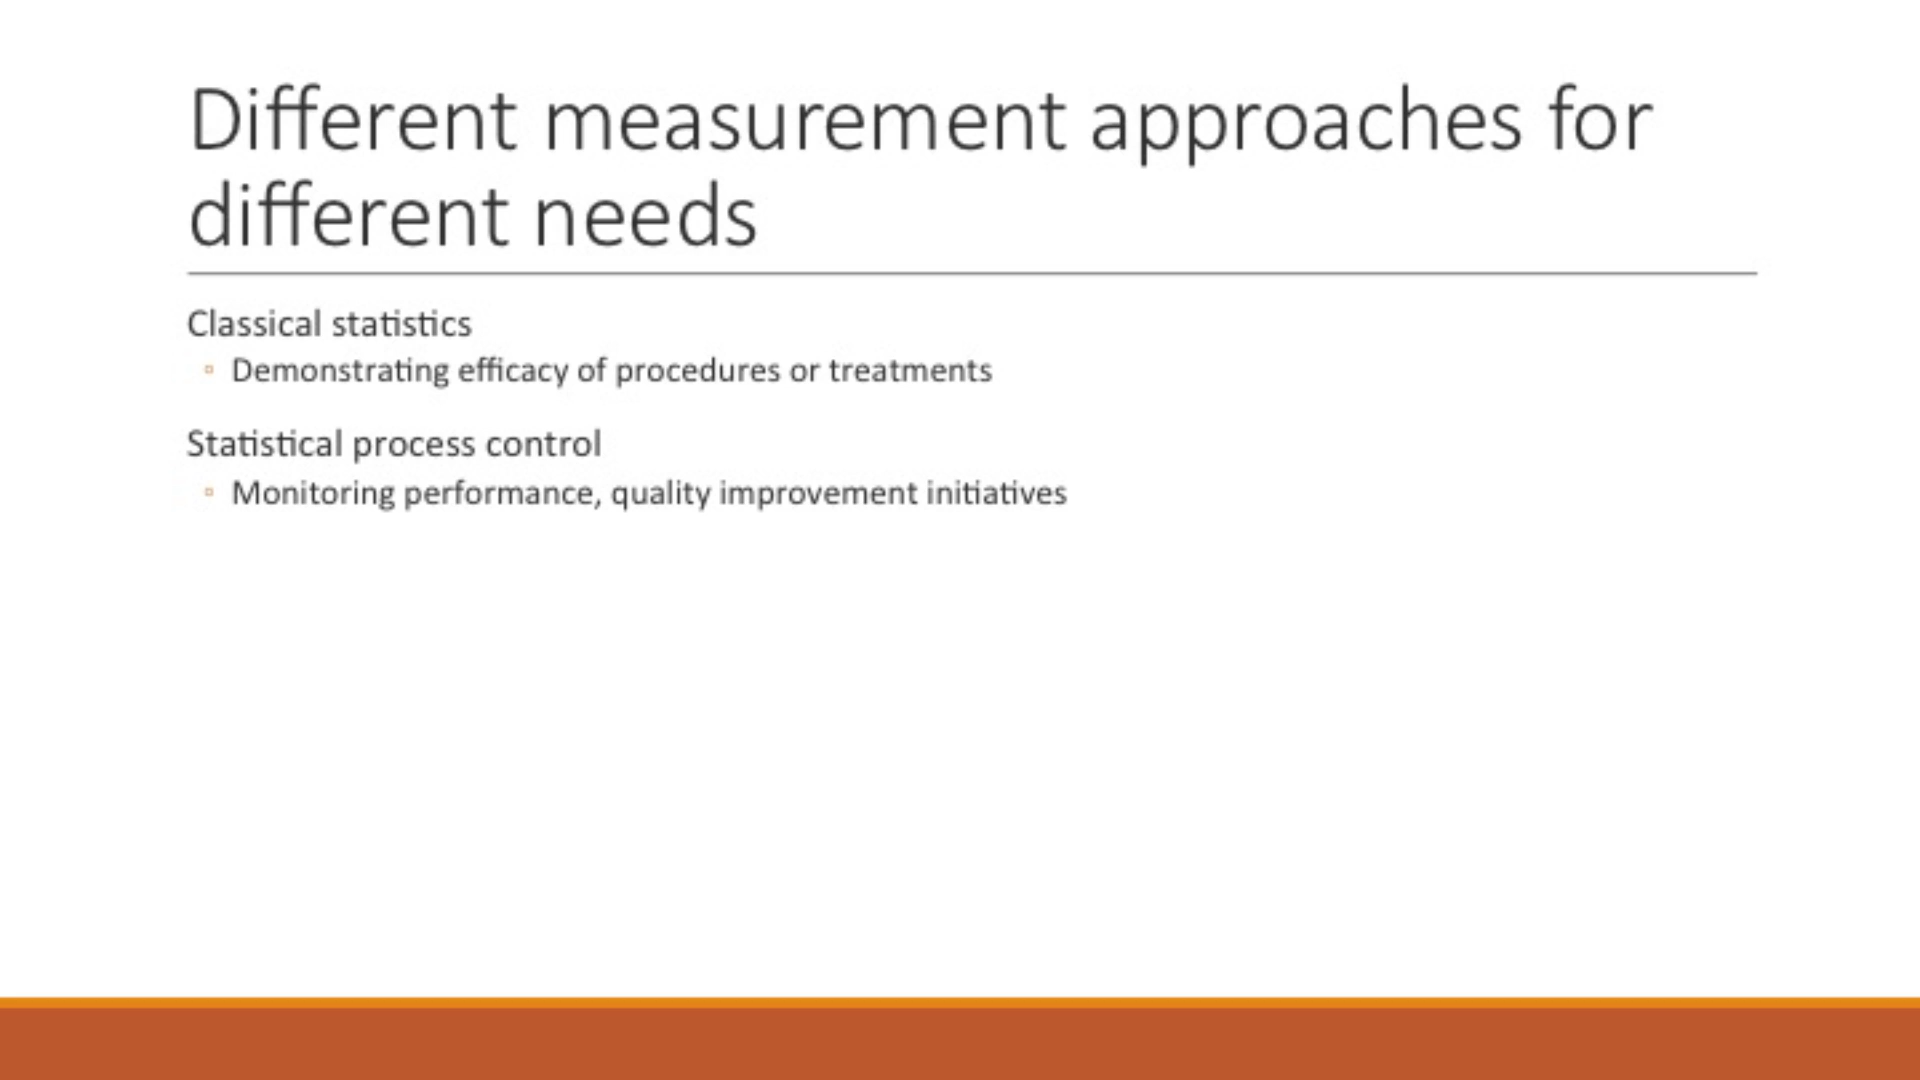 Different measurement approaches for
different needs
Classical statistics
▫ Demonstrating efficacy of procedures or treatments
Statistical process control
▫ Monitoring performance, quality improvement initiatives